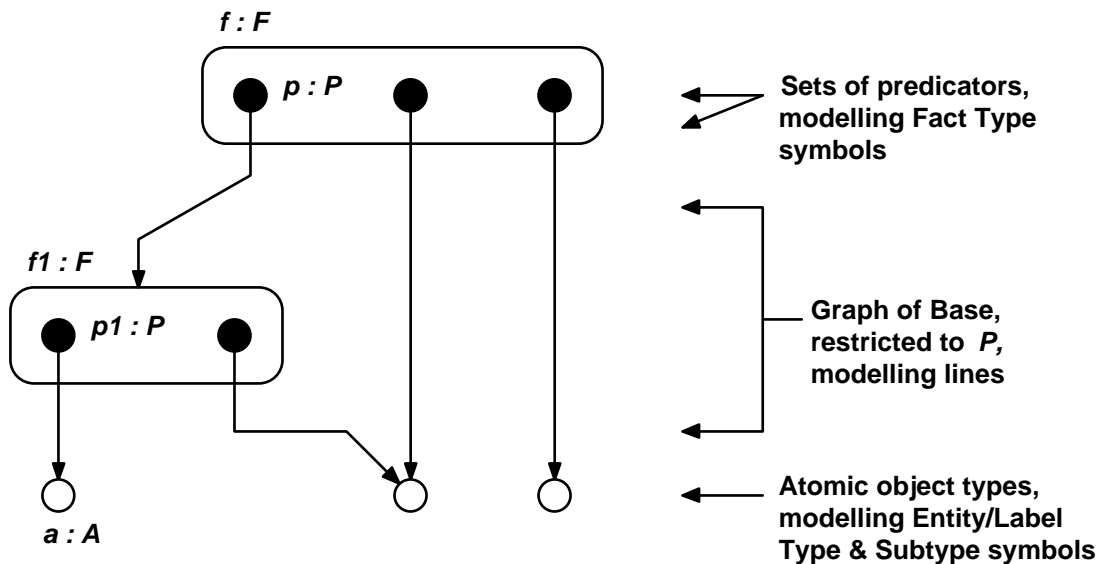 f : F
p : P
Sets of predicators,
modelling Fact Type
symbols
f1 : F
p1 : P
Graph of Base,
restricted to P,
modelling lines
a : A
Atomic object types,
modelling Entity/Label
Type & Subtype symbols